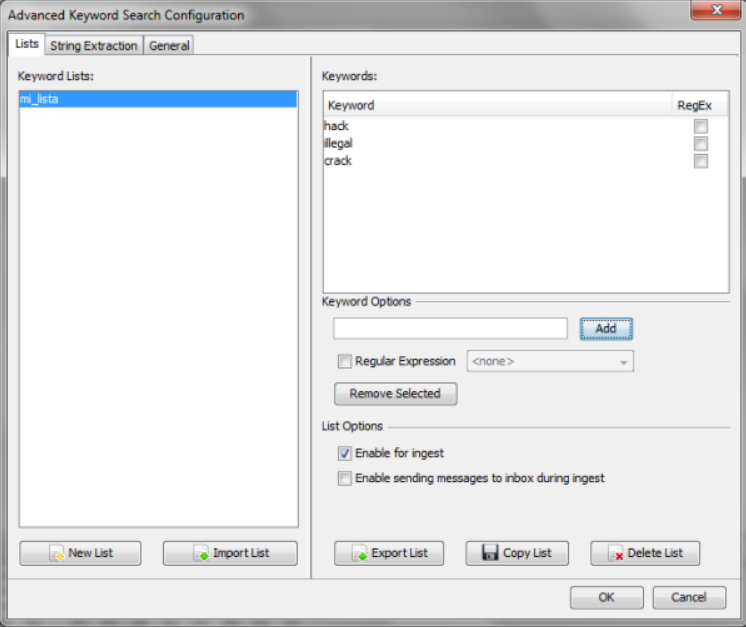 Advanced Keyword Search Configuration
Lists String Extraction General
Keyword Lists:
mi_lista
New List Import List
Keywords:
Keyword RegEx
hack
illegal
crack
Keyword Options
Add
Regular Expression <none>
Remove Selected
List Options
Enable for ingest
Enable sending messages to inbox during ingest
Export List Copy List Delete List
OK Cancel